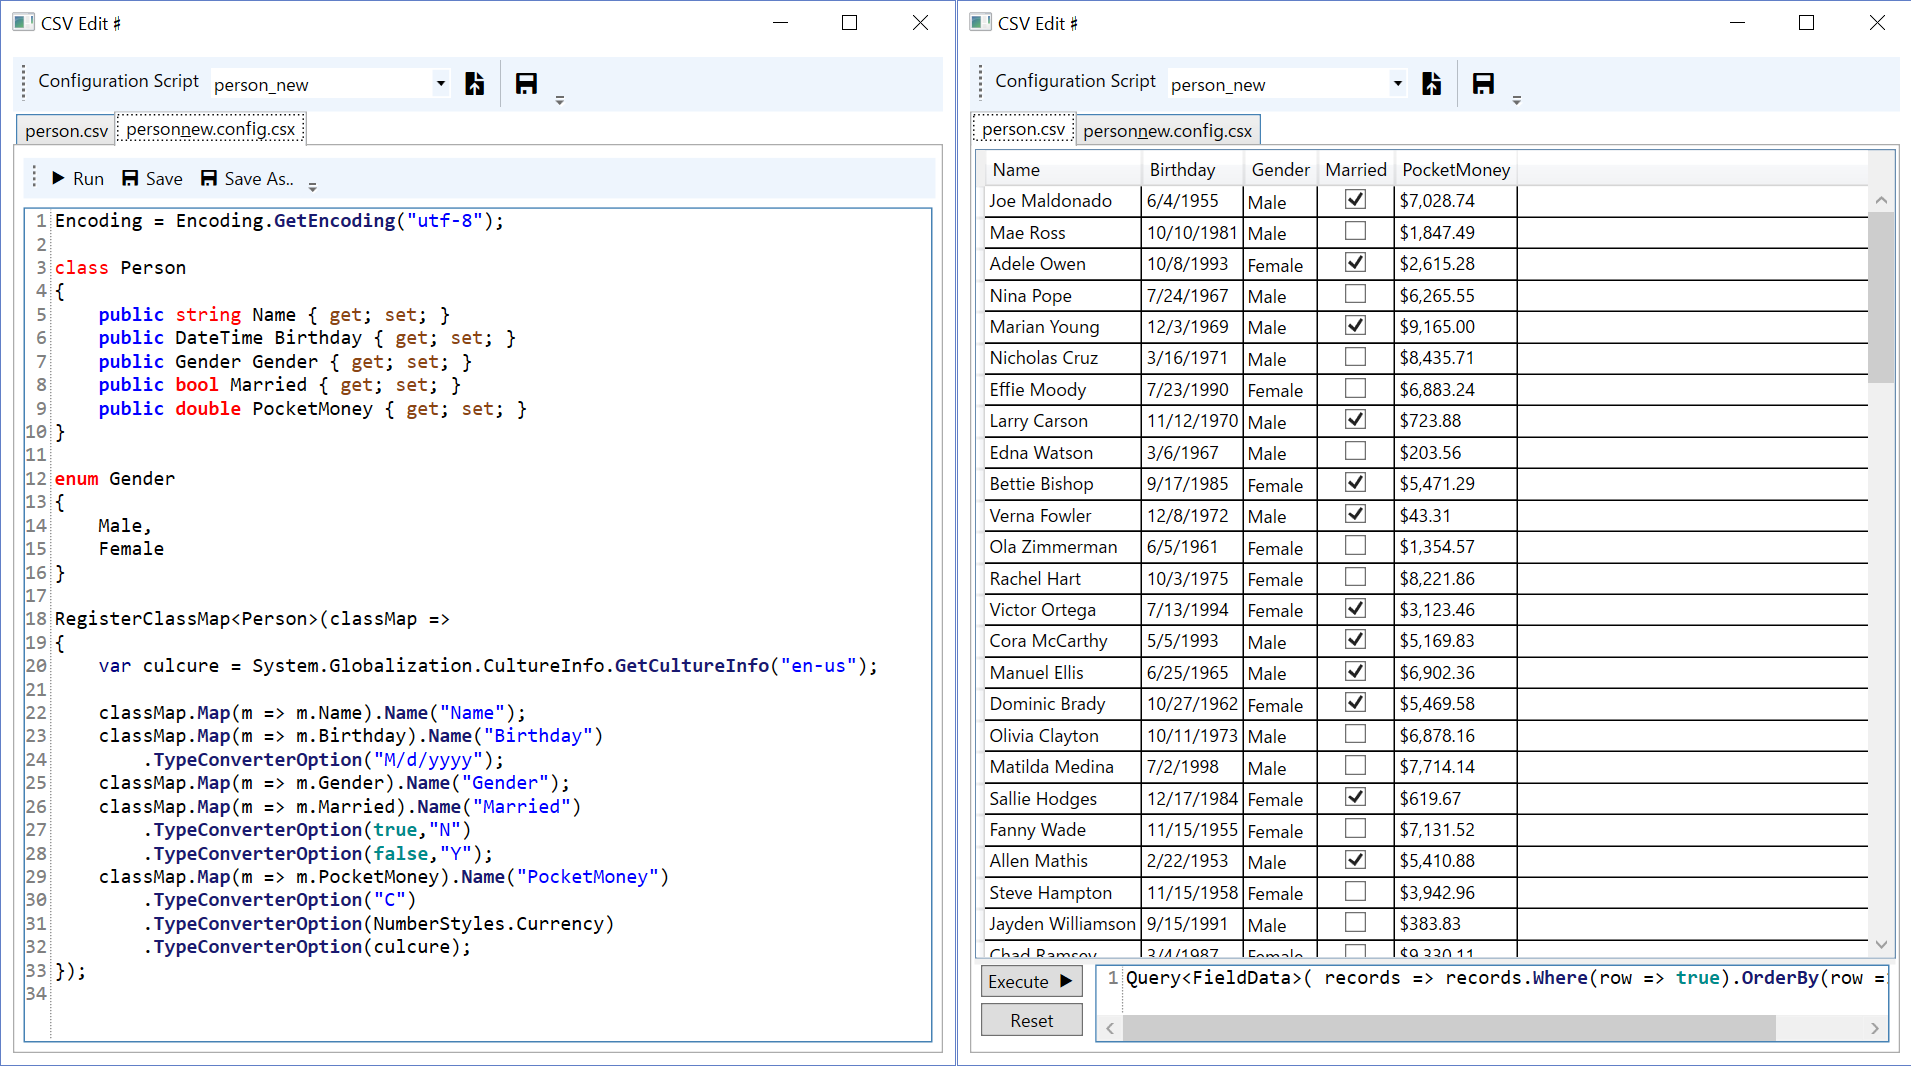 CSV Edit ♯
Configuration Script person_new
person.csv personnew.config.csx
Run Save Save As..
1 Encoding = Encoding.GetEncoding("utf-8");
2
3 class Person
4 {
5 public string Name { get; set; }
6 public DateTime Birthday { get; set; }
7 public Gender Gender { get; set; }
8 public bool Married { get; set; }
9 public double PocketMoney { get; set; }
10 }
11
12 enum Gender
13 {
14 Male,
15 Female
16 }
17
18 RegisterClassMap<Person>(classMap =>
19 {
20 var culcure = System.Globalization.CultureInfo.GetCultureInfo("en-us");
21
22 classMap.Map(m => m.Name).Name("Name");
23 classMap.Map(m => m.Birthday).Name("Birthday")
24 .TypeConverterOption("M/d/yyyy");
25 classMap.Map(m => m.Gender).Name("Gender");
26 classMap.Map(m => m.Married).Name("Married")
27 .TypeConverterOption(true,"N")
28 .TypeConverterOption(false,"Y");
29 classMap.Map(m => m.PocketMoney).Name("PocketMoney")
30 .TypeConverterOption("C")
31 .TypeConverterOption(NumberStyles.Currency)
32 .TypeConverterOption(culcure);
33 });
34
CSV Edit ♯
Configuration Script person_new
person.csv personnew.config.csx
Name Birthday Gender Married PocketMoney
Joe Maldonado 6/4/1955 Male $7,028.74
Mae Ross 10/10/1981 Male $1,847.49
Adele Owen 10/8/1993 Female $2,615.28
Nina Pope 7/24/1967 Male $6,265.55
Marian Young 12/3/1969 Male $9,165.00
Nicholas Cruz 3/16/1971 Male $8,435.71
Effie Moody 7/23/1990 Female $6,883.24
Larry Carson 11/12/1970 Male $723.88
Edna Watson 3/6/1967 Male $203.56
Bettie Bishop 9/17/1985 Female $5,471.29
Verna Fowler 12/8/1972 Male $43.31
Ola Zimmerman 6/5/1961 Female $1,354.57
Rachel Hart 10/3/1975 Female $8,221.86
Victor Ortega 7/13/1994 Female $3,123.46
Cora McCarthy 5/5/1993 Male $5,169.83
Manuel Ellis 6/25/1965 Male $6,902.36
Dominic Brady 10/27/1962 Female $5,469.58
Olivia Clayton 10/11/1973 Male $6,878.16
Matilda Medina 7/2/1998 Male $7,714.14
Sallie Hodges 12/17/1984 Female $619.67
Fanny Wade 11/15/1955 Female $7,131.52
Allen Mathis 2/22/1953 Male $5,410.88
Steve Hampton 11/15/1958 Female $3,942.96
Jayden Williamson 9/15/1991 Male $383.83
Chad Ramsey 3/4/1987 Female $9,330.11
Execute
1 Query<FieldData>( records => records.Where(row => true).OrderBy(row =
Reset